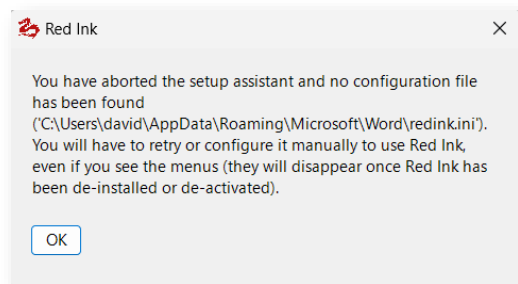 Red Ink
You have aborted the setup assistant and no configuration file
has been found
('C:\Users\david\AppData\Roaming\Microsoft\Word\redink.ini').
You will have to retry or configure it manually to use Red Ink,
even if you see the menus (they will disappear once Red Ink has
been de-installed or de-activated).
OK